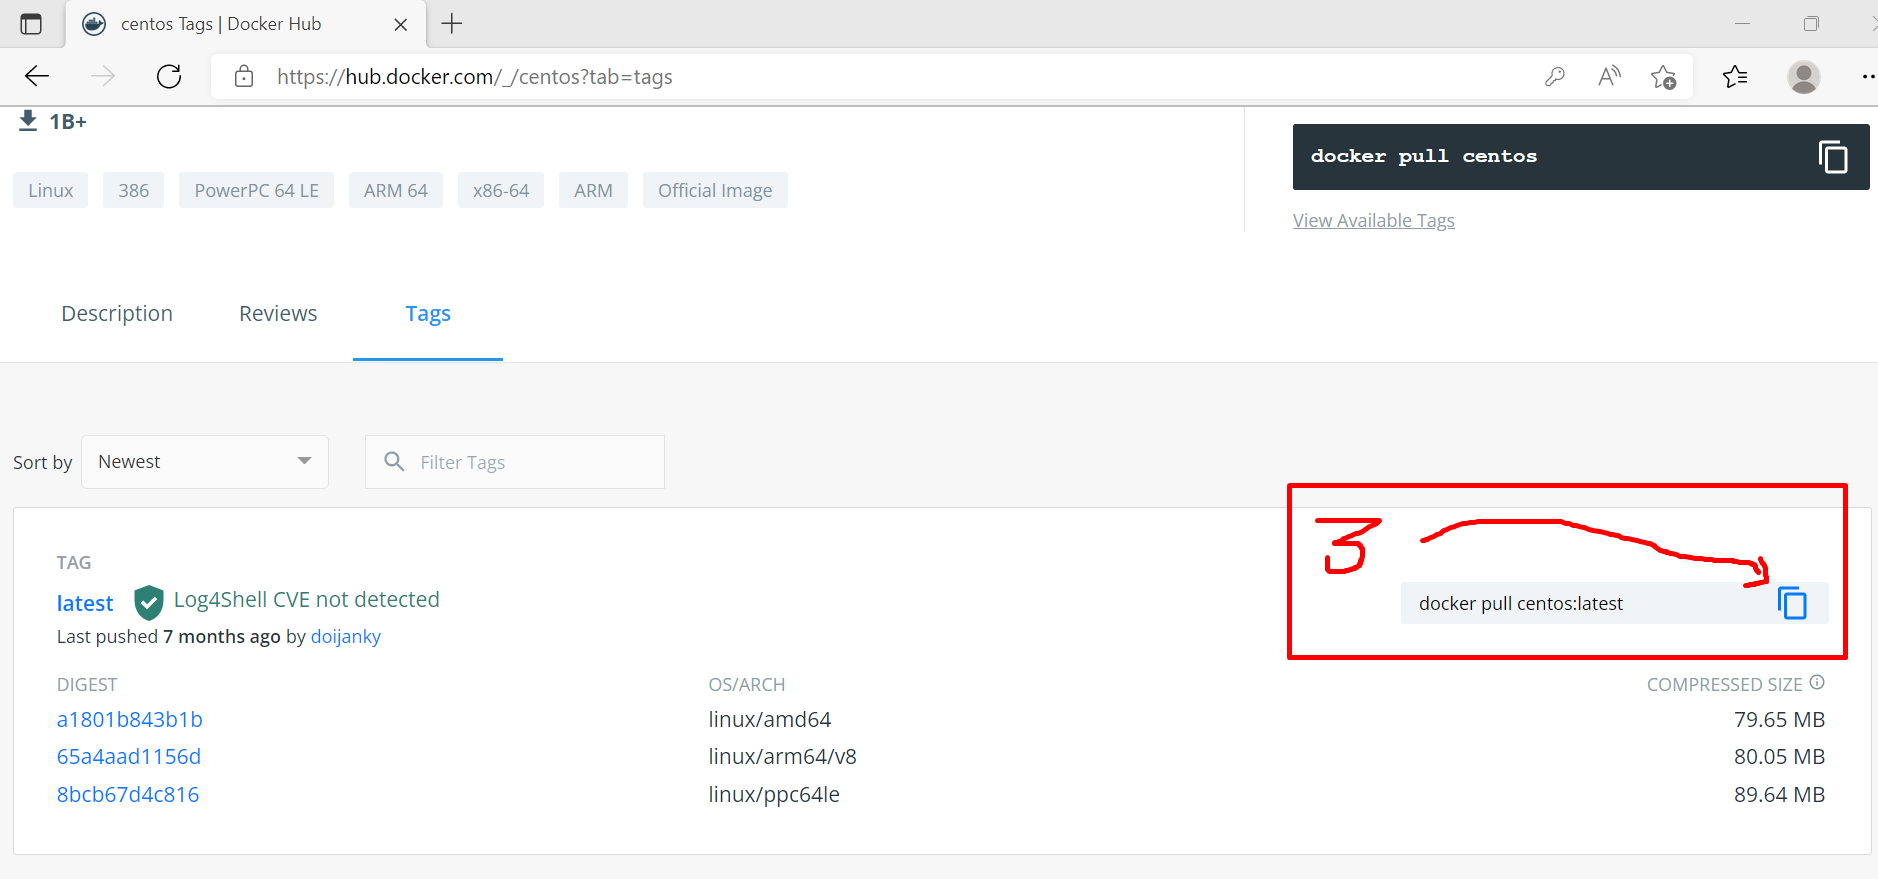 centos Tags | Docker Hub
https://hub.docker.com/_/centos?tab=tags
1B+
docker pull centos
Linux 386 PowerPC 64 LE ARM 64 x86-64 ARM Official Image
View Available Tags
Description Reviews Tags
Sort by Newest Filter Tags
3
TAG
latest Log4Shell CVE not detected
docker pull centos:latest
Last pushed 7 months ago by doijanky
DIGEST OS/ARCH COMPRESSED SIZE
a1801b843b1b linux/amd64 79.65 MB
65a4aad1156d linux/arm64/v8 80.05 MB
8bcb67d4c816 linux/ppc64le 89.64 MB